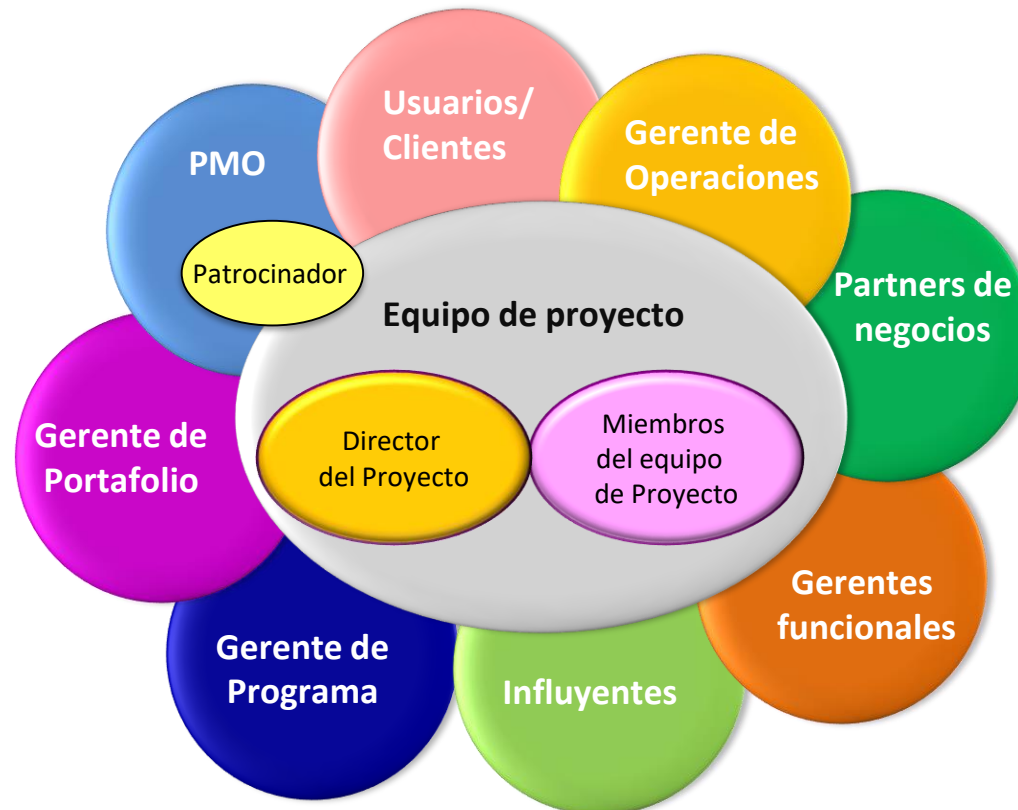 Usuarios/
Clientes
PMO
Gerente de
Operaciones
Patrocinador
Partners de
negocios
Equipo de proyecto
Director
del Proyecto
Miembros
del equipo
de Proyecto
Gerente de
Portafolio
Gerentes
funcionales
Gerente de
Programa
Influyentes